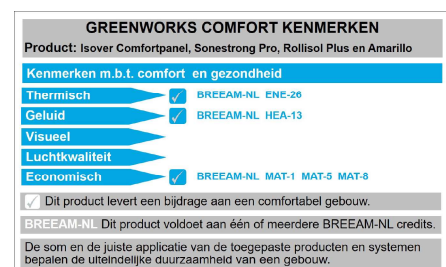 GREENWORKS COMFORT KENMERKEN
Product: Isover Comfortpanel, Sonestrong Pro, Rollisol Plus en Amarillo
Kenmerken m.b.t. comfort en gezondheid
Thermisch BREEAM-NL ENE-26
Geluid BREEAM-NL HEA-13
Visueel
Luchtkwaliteit
Economisch BREEAM-NL MAT-1 MAT-5 MAT-8
Dit product levert een bijdrage aan een comfortabel gebouw.
BREEAM-NL Dit product voldoet aan één of meerdere BREEAM-NL credits.
De som en de juiste applicatie van de toegepaste producten en systemen
bepalen de uiteindelijke duurzaamheid van een gebouw.